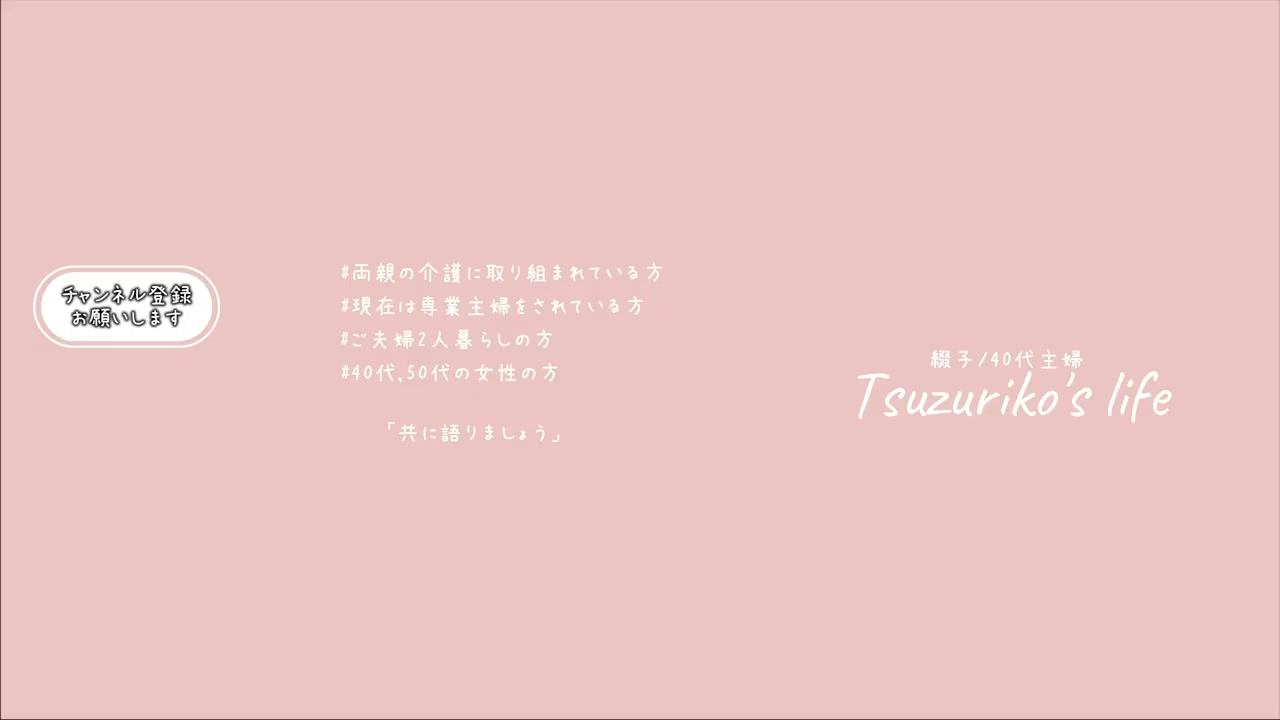 チャンネル登録
お願いします
#両親の介護に取り組まれている方
#現在は専業主婦をされている方
#ご夫婦2人暮らしの方
#40代、50代の女性の方
「共に語りましょう」
綴子/40代主婦
Tsuzuriko's life